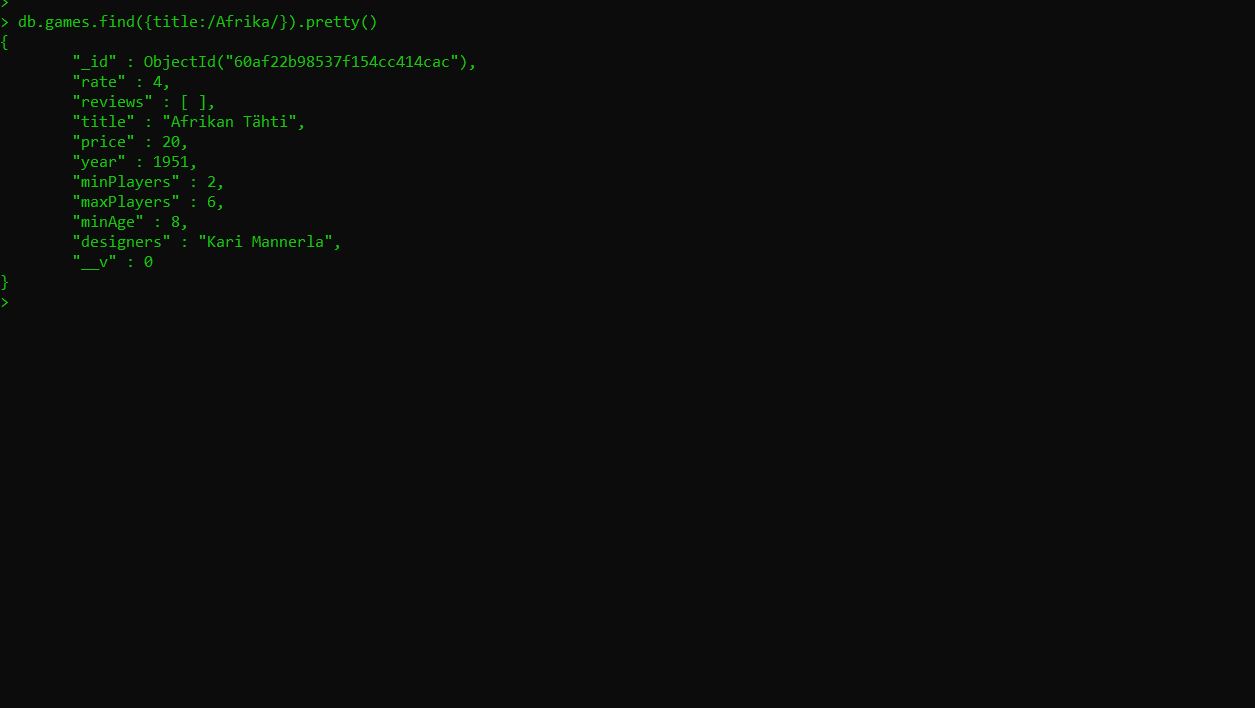 >
> db.games.find({title:/Afrika/}).pretty()
{
"_id" : ObjectId("60af22b98537f154cc414cac"),
"rate" : 4,
"reviews" : [ ],
"title" : "Afrikan Tähti",
"price" : 20,
"year" : 1951,
"minPlayers" : 2,
"maxPlayers" : 6,
"minAge" : 8,
"designers" : "Kari Mannerla",
"__v" : 0
}
>